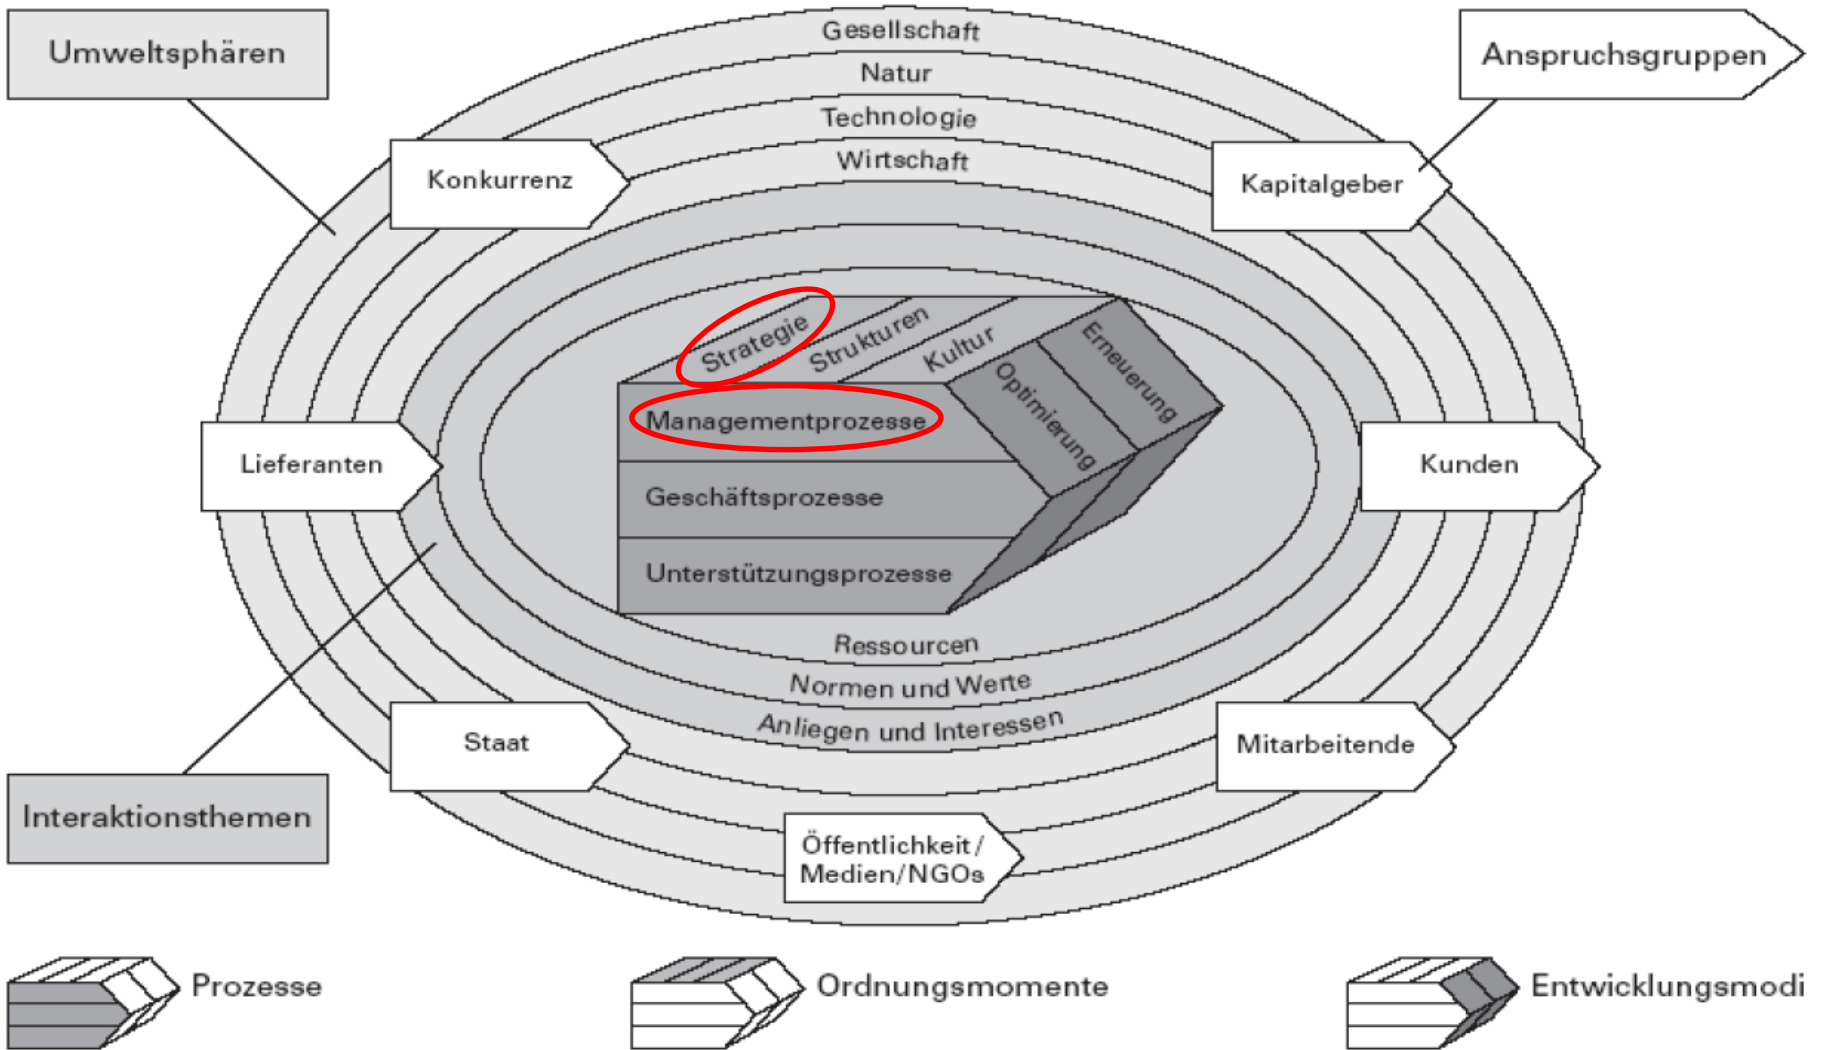 Umweltsphären
Anspruchsgruppen
Gesellschaft
Natur
Technologie
Wirtschaft
Konkurrenz
Kapitalgeber
Strategie
Strukturen
Kultur
Erneuerung
Optimierung
Managementprozesse
Geschäftsprozesse
Unterstützungsprozesse
Lieferanten
Kunden
Ressourcen
Normen und Werte
Anliegen und Interessen
Staat
Mitarbeitende
Interaktionsthemen
Öffentlichkeit/
Medien/NGOs
Prozesse
Ordnungsmomente
Entwicklungsmodi